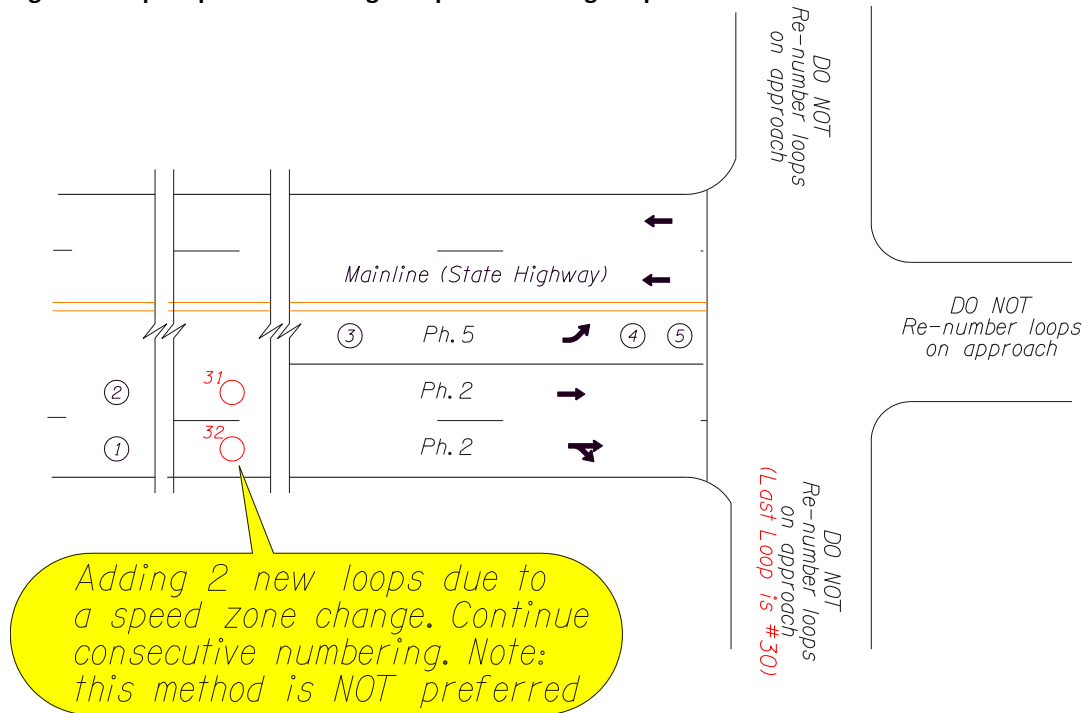 DO NOT
Re-number loops
on approach
Mainline (State Highway)
3
Ph. 5
4
5
DO NOT
Re-number loops
on approach
2
31
Ph. 2
1
32
Ph. 2
DO NOT
Re-number loops
on approach
(Last Loop is #30)
Adding 2 new loops due to
a speed zone change. Continue
consecutive numbering. Note:
this method is NOT preferred